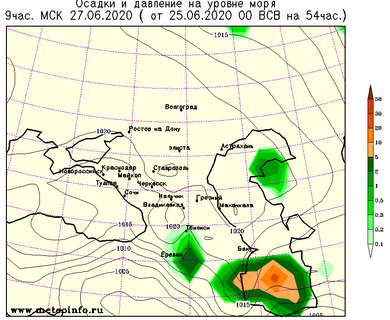 Осадки и давление на уровне моря
9час. МСК 27.06.2020 ( от 25.06.2020 00 ВСВ на 54час.)
1015
Волгоград
1020
Ростов на Дону
элиста
Астрахань
Краснодар
Ставрополь
Новороссийск
Майкоп
Туапсе
Черкесск
Сочи
Нальчик
Грозный
Владикавказ
Махачкала
1015
1020
Тбилиси
1020
1010
Баку
Ереван
1005
1015
1005
www.meteoinfo.ru
50
30
20
10
5
2
1
0.5
0.3
0.2
0.1